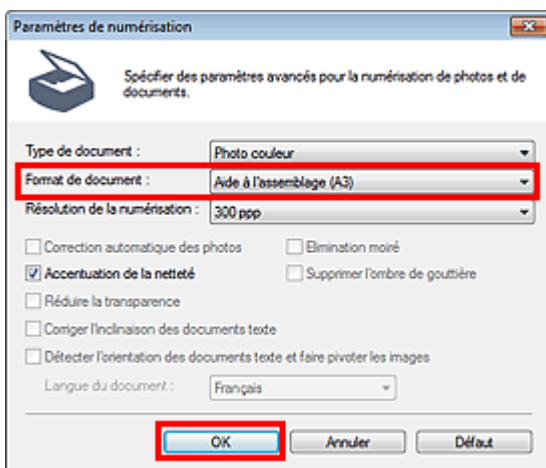 Paramètres de numérisation
Spécifier des paramètres avancés pour la numérisation de photos et de
documents.
Type de document : Photo couleur
Format de document : Aide à l'assemblage (A3)
Résolution de la numérisation : 300 ppp
Correction automatique des photos Elimination moiré
Accentuation de la netteté Supprimer l'ombre de gouttière
Réduire la transparence
Corriger l'inclinaison des documents texte
Détecter l'orientation des documents texte et faire pivoter les images
Langue du document : Français
OK Annuler Défaut